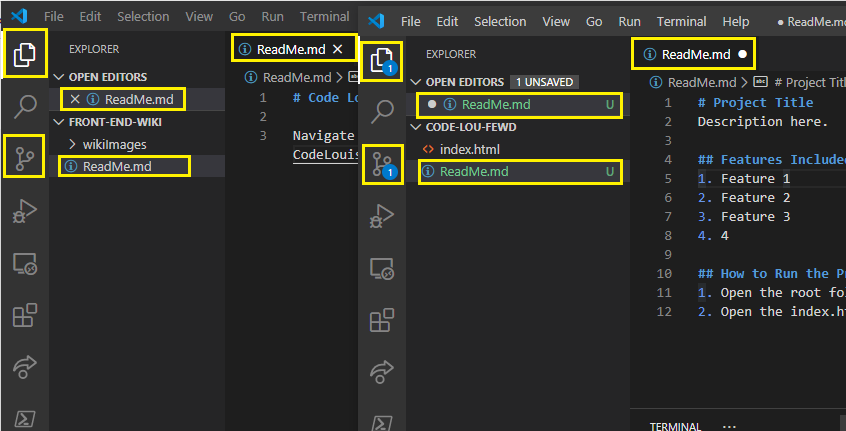 File Edit Selection View Go Run Terminal
EXPLORER
OPEN EDITORS
ReadMe.md
FRONT-END-WIKI
wikiImages
ReadMe.md
ReadMe.md
ReadMe.md
1 # Code Lo
2
3 Navigate
CodeLouis
File Edit Selection View Go Run Terminal Help
ReadMe.md
1
1
EXPLORER
OPEN EDITORS 1 UNSAVED
ReadMe.md U
CODE-LOU-FEWD
index.html
ReadMe.md U
ReadMe.md
ReadMe.md abc # Project Title
1 # Project Title
2 Description here.
3
4 ## Features Included
5 1. Feature 1
6 2. Feature 2
7 3. Feature 3
8 4. 4
9
10 ## How to Run the P
11 1. Open the root fo
12 2. Open the index.h
TERMINAL ...